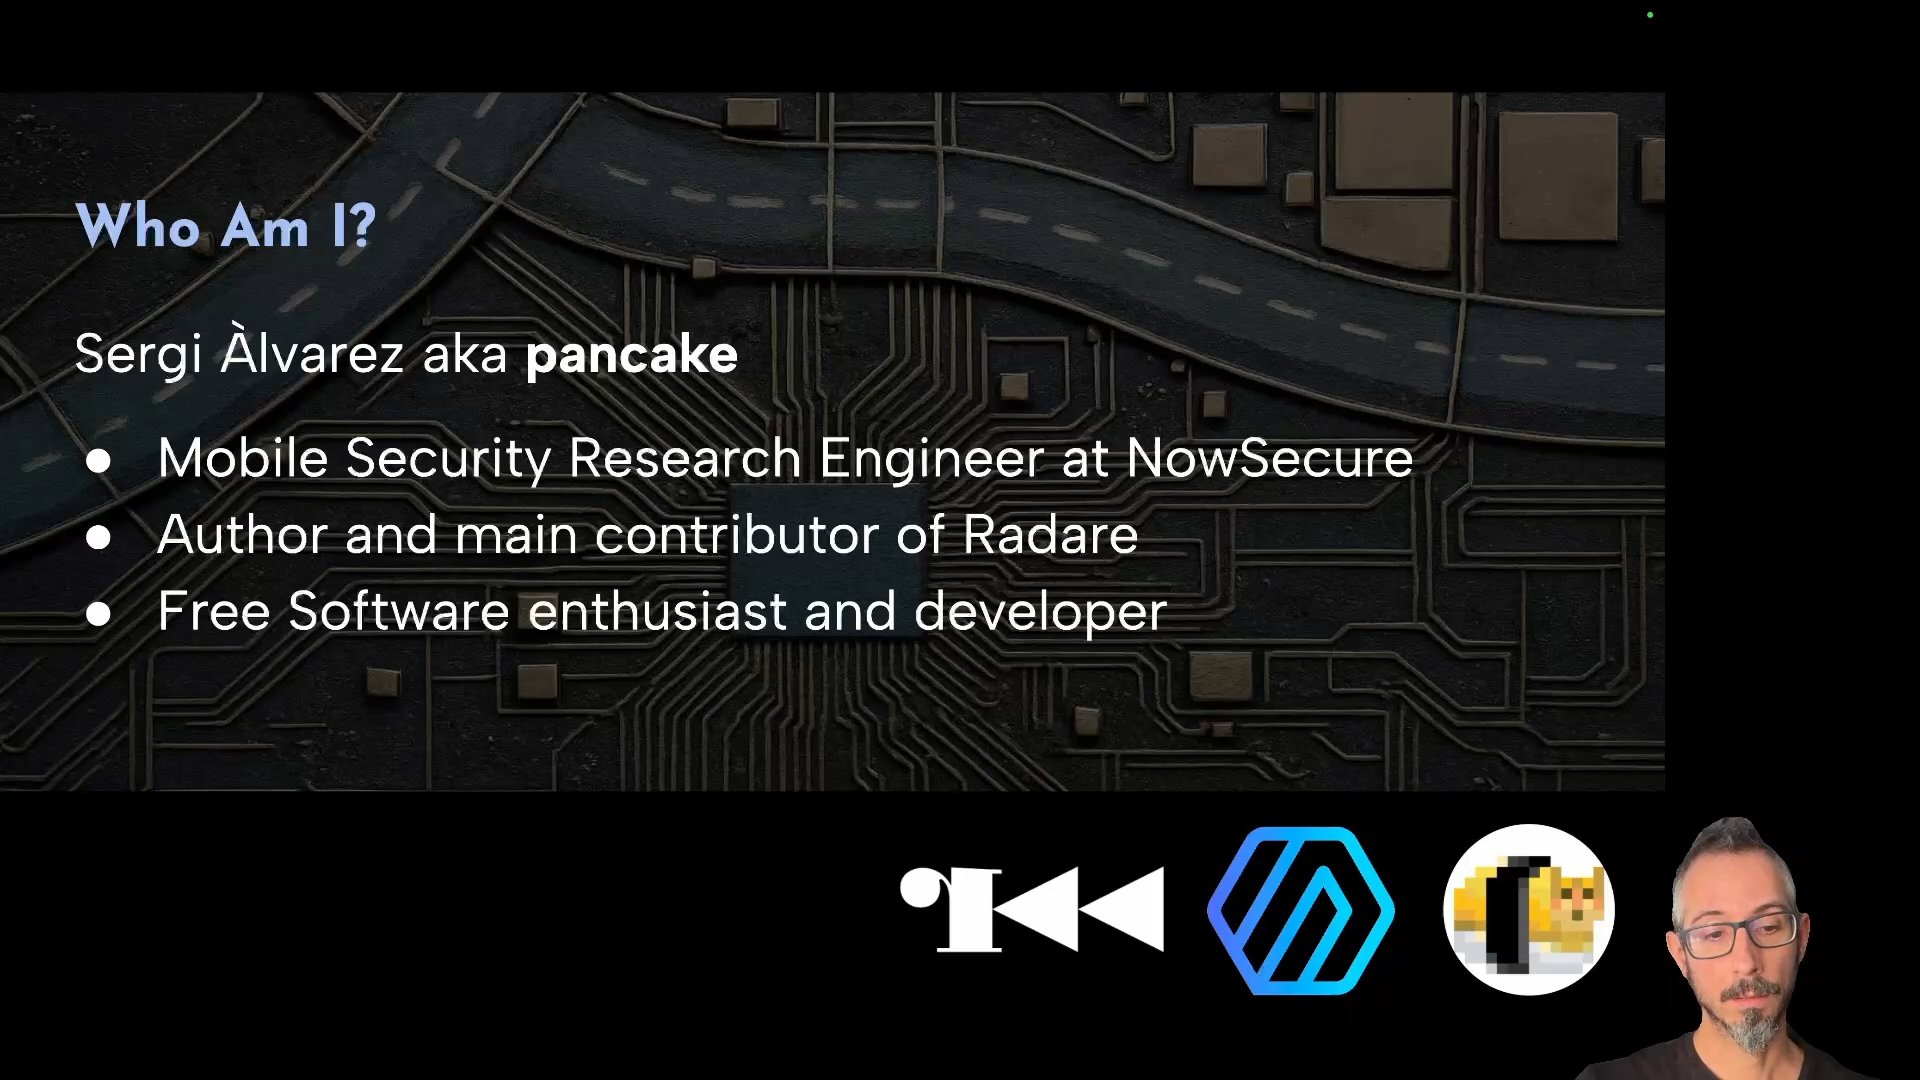 Who Am I?
Sergi Àlvarez aka pancake
● Mobile Security Research Engineer at NowSecure
● Author and main contributor of Radare
● Free Software enthusiast and developer